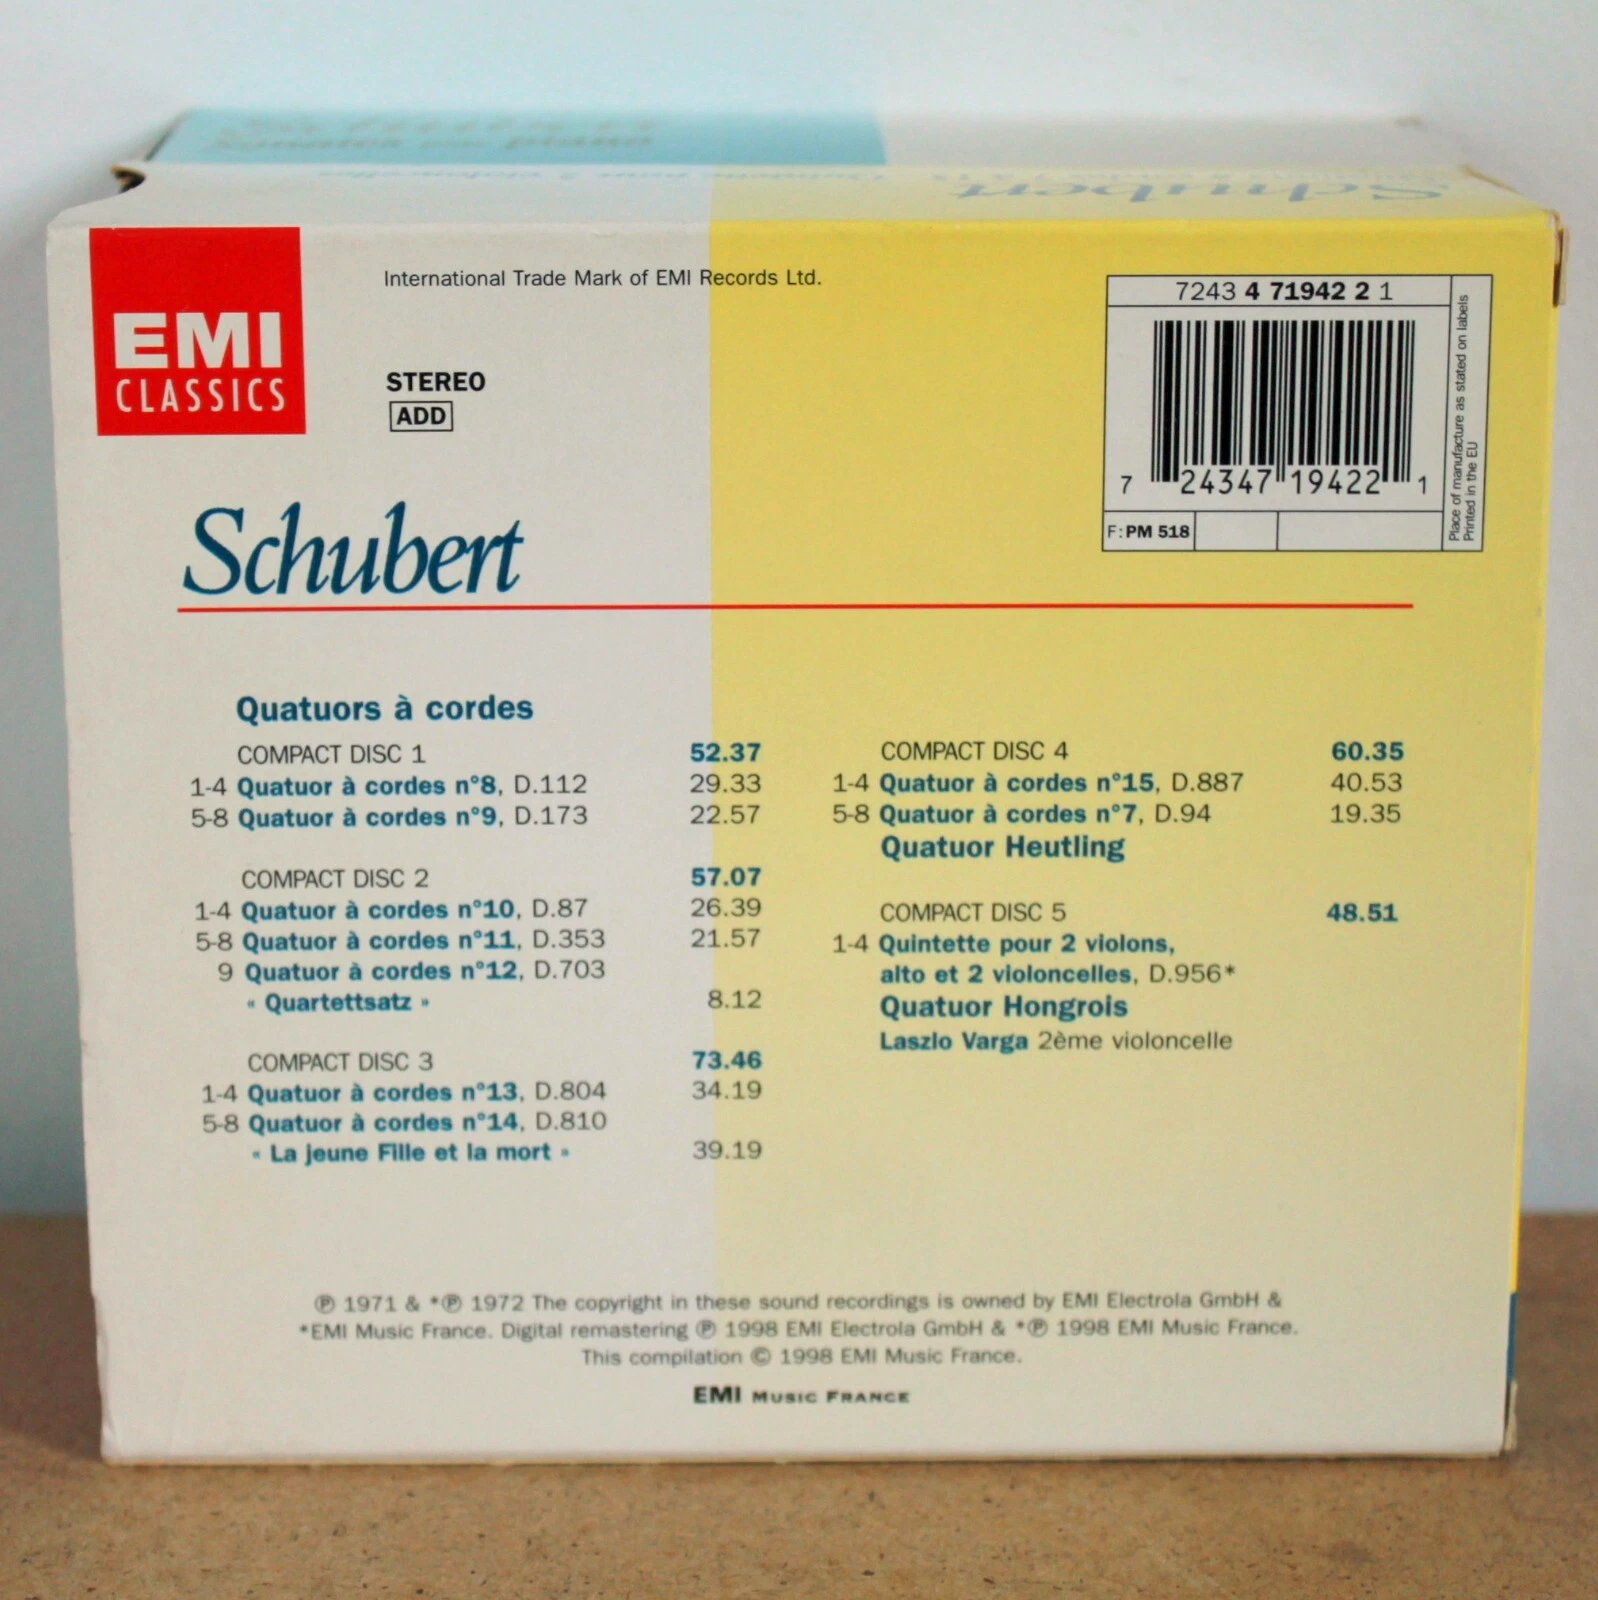 Schubert
EMI
CLASSICS
International Trade Mark of EMI Records Ltd.
STEREO
ADD
7243 4 71942 2 1
7 24347 19422 1
F: PM 518
Place of manufacture as stated on labels
Printed in the EU
Schubert
Quatuors à cordes
COMPACT DISC 1 52.37
1-4 Quatuor à cordes n°8, D.112 29.33
5-8 Quatuor à cordes n°9, D.173 22.57
COMPACT DISC 2 57.07
1-4 Quatuor à cordes n°10, D.87 26.39
5-8 Quatuor à cordes n°11, D.353 21.57
9 Quatuor à cordes n°12, D.703
« Quartettsatz » 8.12
COMPACT DISC 3 73.46
1-4 Quatuor à cordes n°13, D.804 34.19
5-8 Quatuor à cordes n°14, D.810
« La jeune Fille et la mort » 39.19
COMPACT DISC 4 60.35
1-4 Quatuor à cordes n°15, D.887 40.53
5-8 Quatuor à cordes n°7, D.94 19.35
Quatuor Heutling
COMPACT DISC 5 48.51
1-4 Quintette pour 2 violons,
alto et 2 violoncelles, D.956*
Quatuor Hongrois
Laszlo Varga 2ème violoncelle
℗ 1971 & *℗ 1972 The copyright in these sound recordings is owned by EMI Electrola GmbH &
*EMI Music France. Digital remastering ℗ 1998 EMI Electrola GmbH & *℗ 1998 EMI Music France.
This compilation © 1998 EMI Music France.
EMI MUSIC FRANCE